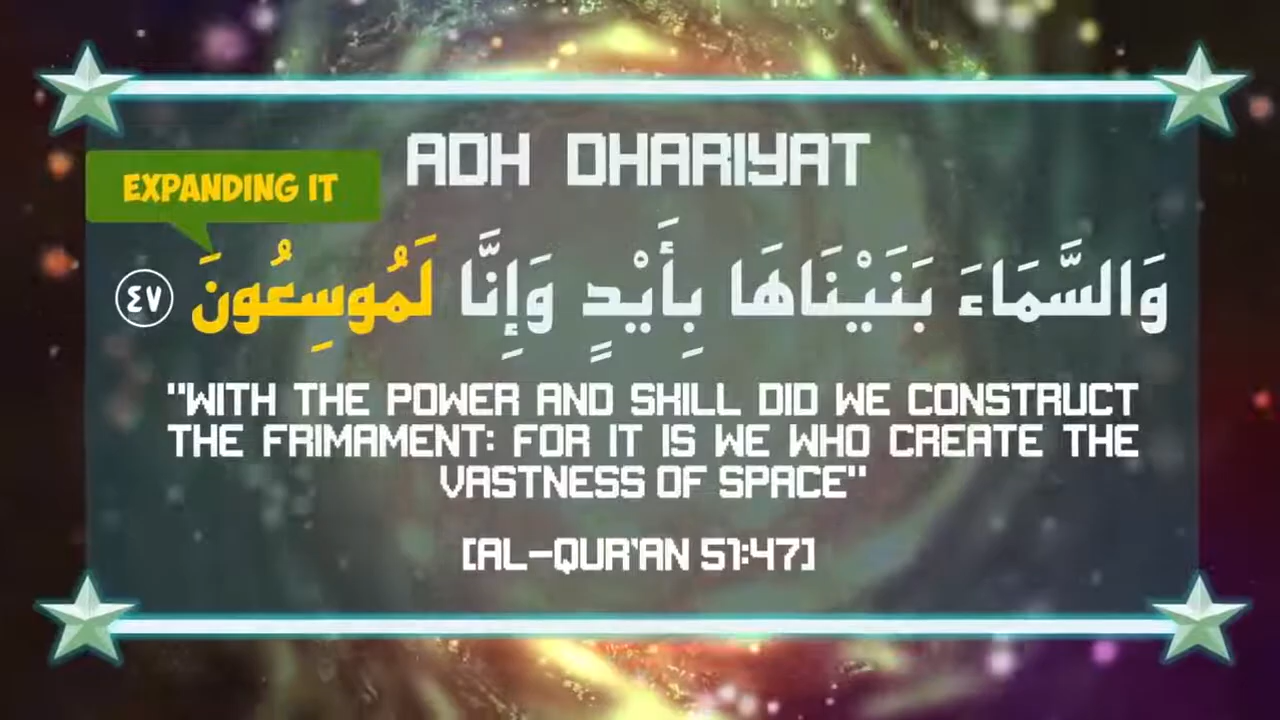 ADH DHARIYAT
EXPANDING IT
وَالسَّمَاءَ بَنَيْنَاهَا بِأَيْدٍ وَإِنَّا لَمُوسِعُونَ ٤٧
"WITH THE POWER AND SKILL DID WE CONSTRUCT
THE FRIMAMENT: FOR IT IS WE WHO CREATE THE
VASTNESS OF SPACE"
[AL-QUR'AN 51:47]